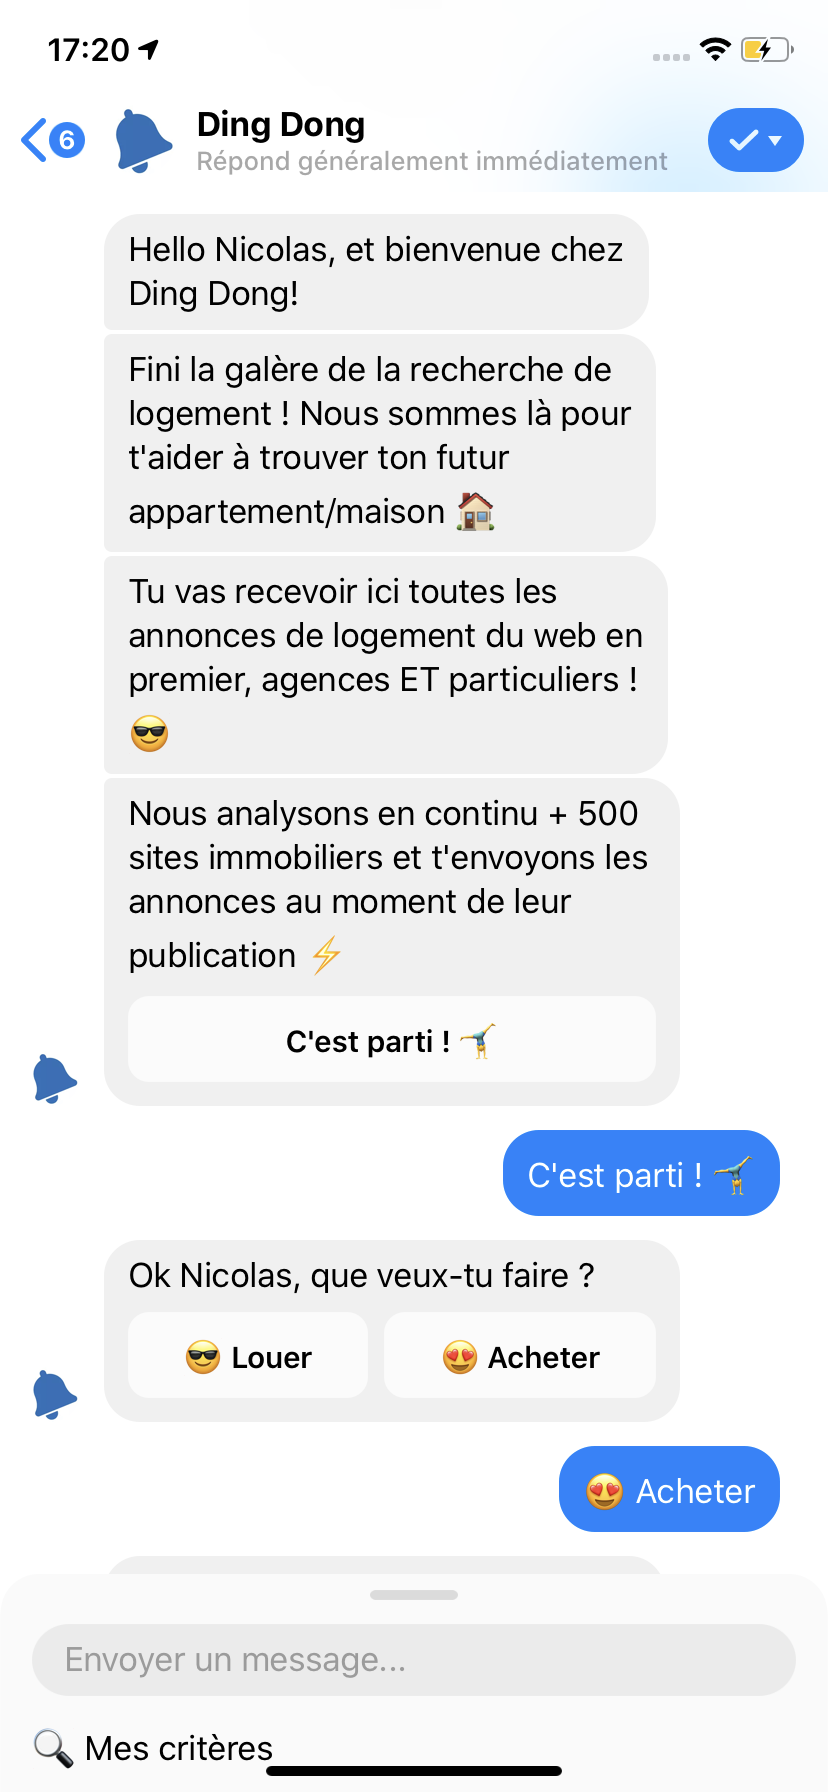 17:20
6
Ding Dong
Répond généralement immédiatement
Hello Nicolas, et bienvenue chez
Ding Dong!
Fini la galère de la recherche de
logement ! Nous sommes là pour
t'aider à trouver ton futur
appartement/maison 🏠
Tu vas recevoir ici toutes les
annonces de logement du web en
premier, agences ET particuliers !
😎
Nous analysons en continu + 500
sites immobiliers et t'envoyons les
annonces au moment de leur
publication ⚡
C'est parti ! 🤸
C'est parti ! 🤸
Ok Nicolas, que veux-tu faire ?
😎 Louer
😍 Acheter
😍 Acheter
Envoyer un message...
🔍 Mes critères